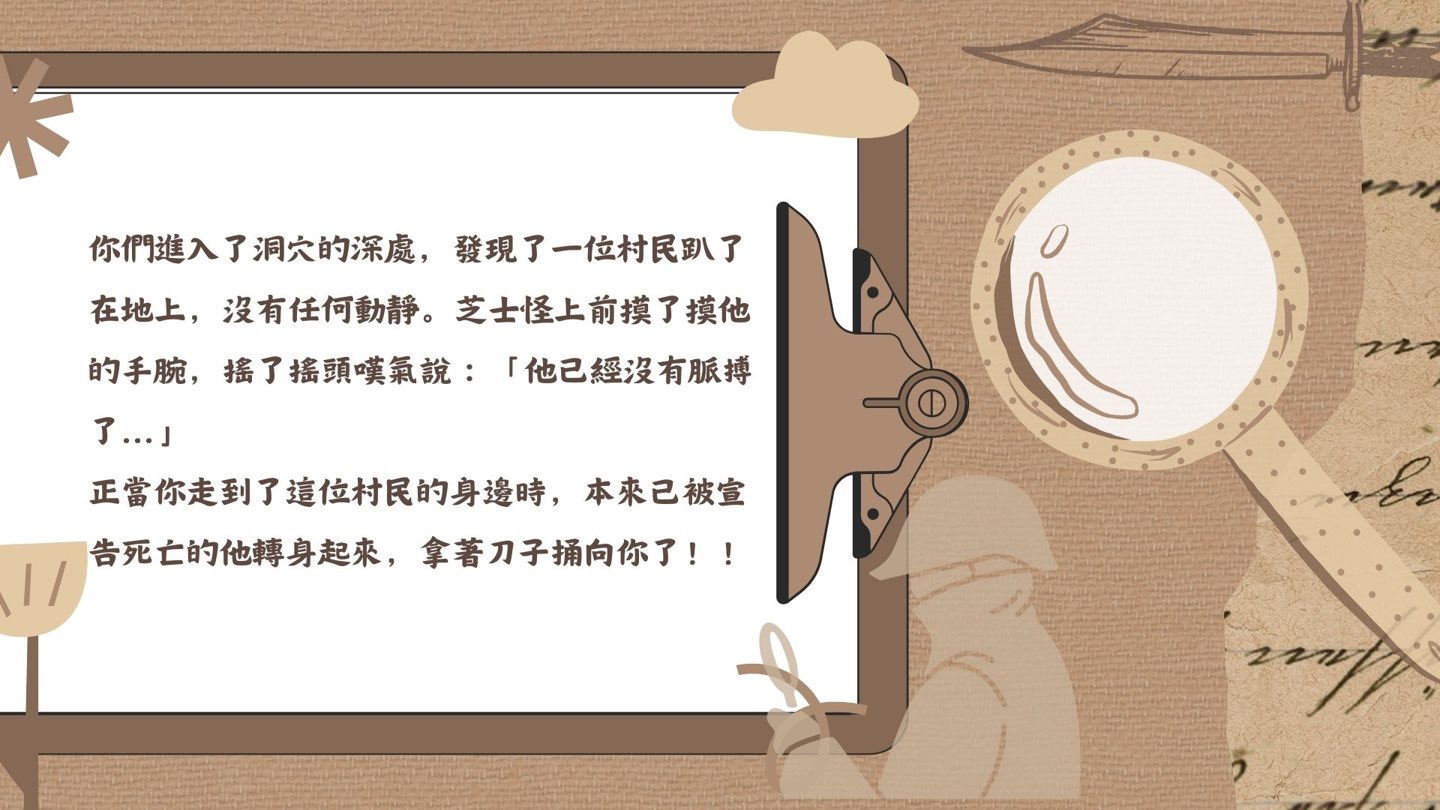 你們進入了洞穴的深處，發現了一位村民趴了
在地上，沒有任何動靜。芝士怪上前摸了摸他
的手腕，搖了搖頭嘆氣說：「他已經沒有脈搏
了...」
正當你走到了這位村民的身邊時，本來已被宣
告死亡的他轉身起來，拿著刀子捅向你了！！